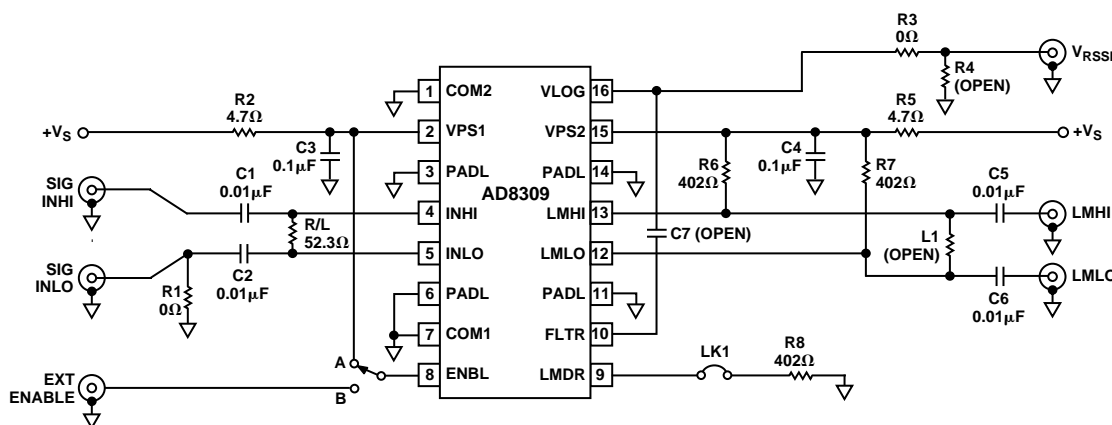 R3
0Ω
VRSSI
R4
(OPEN)
1 COM2
VLOG 16
R2
4.7Ω
R5
4.7Ω
+VS
2 VPS1
VPS2 15
+VS
C3
0.1μF
C4
0.1μF
R6
402Ω
R7
402Ω
3 PADL
PADL 14
AD8309
SIG
INHI
C1
0.01μF
C5
0.01μF
4 INHI
LMHI 13
LMHI
R/L
52.3Ω
C7 (OPEN)
L1
(OPEN)
5 INLO
LMLO 12
SIG
INLO
C2
0.01μF
R1
0Ω
6 PADL
PADL 11
LMLO
C6
0.01μF
7 COM1
FLTR 10
A
LK1
R8
402Ω
8 ENBL
LMDR 9
EXT
ENABLE
B